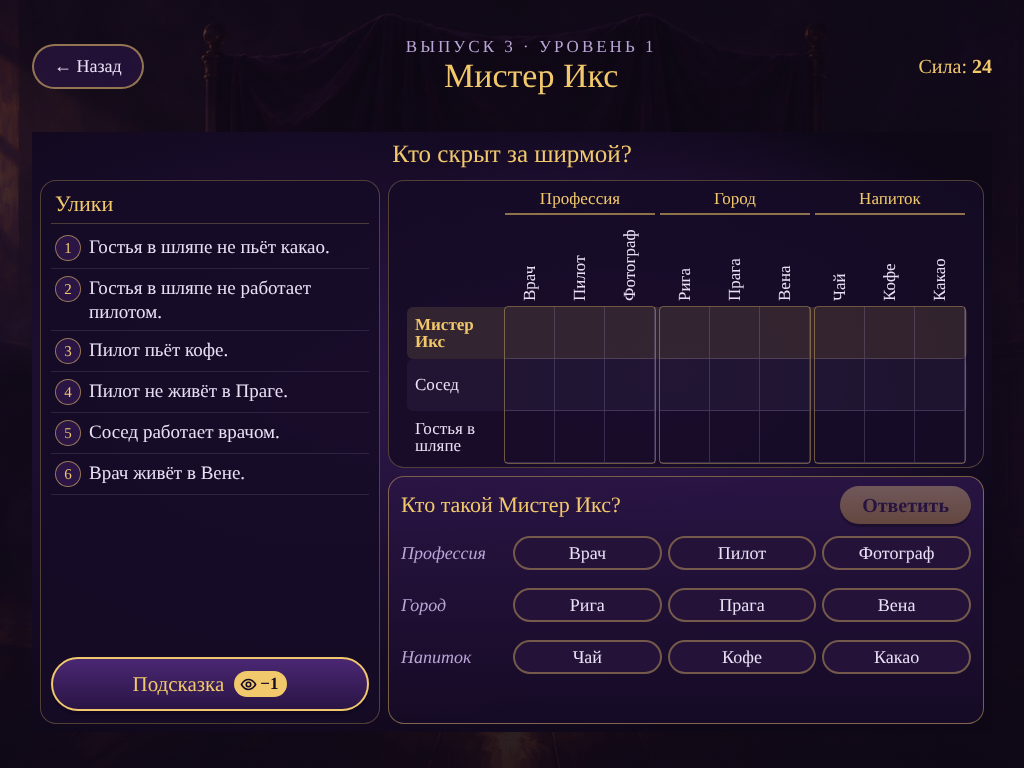 ← Назад
ВЫПУСК 3 · УРОВЕНЬ 1
Мистер Икс
Сила: 24
Кто скрыт за ширмой?
Улики
1 Гостья в шляпе не пьёт какао.
2 Гостья в шляпе не работает
пилотом.
3 Пилот пьёт кофе.
4 Пилот не живёт в Праге.
5 Сосед работает врачом.
6 Врач живёт в Вене.
Подсказка −1
Профессия Город Напиток
Врач Пилот Фотограф Рига Прага Вена Чай Кофе Какао
Мистер
Икс
Сосед
Гостья в
шляпе
Кто такой Мистер Икс?
Ответить
Профессия Врач Пилот Фотограф
Город Рига Прага Вена
Напиток Чай Кофе Какао